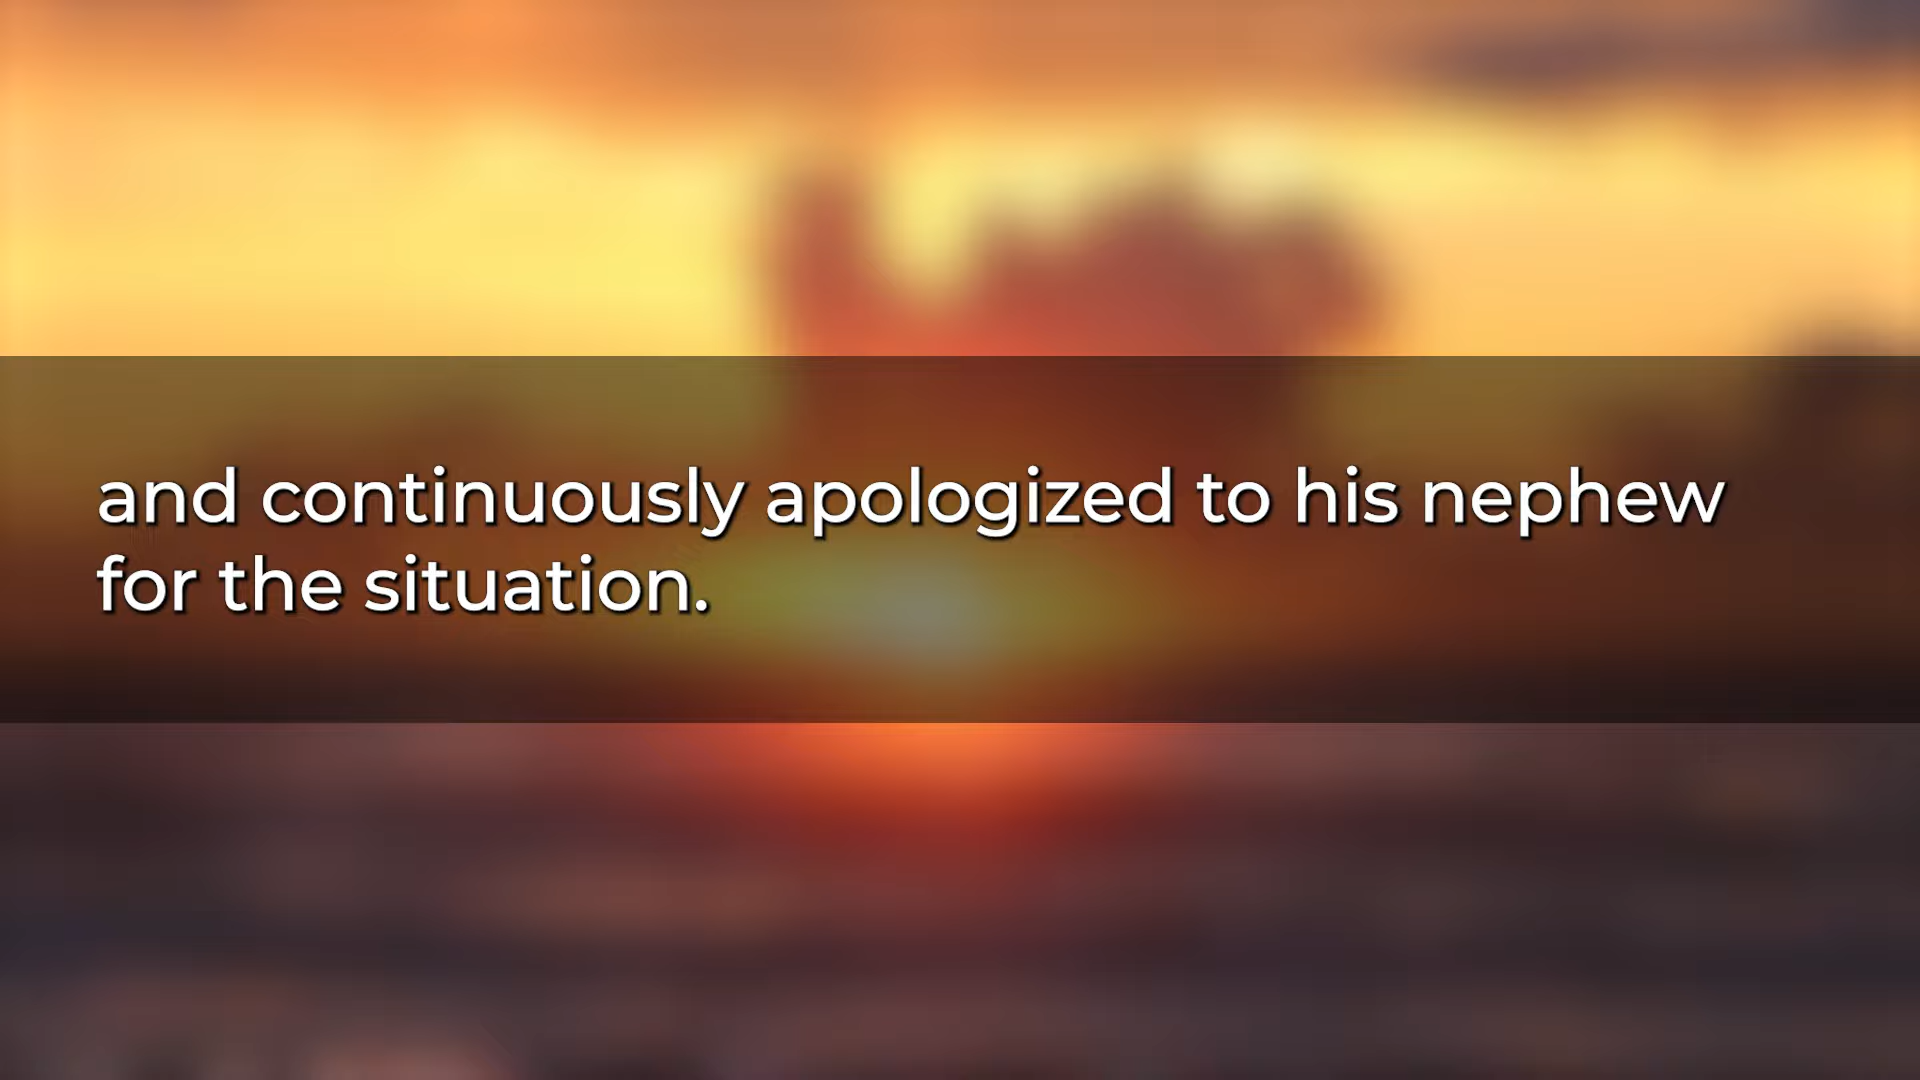 and continuously apologized to his nephew
for the situation.